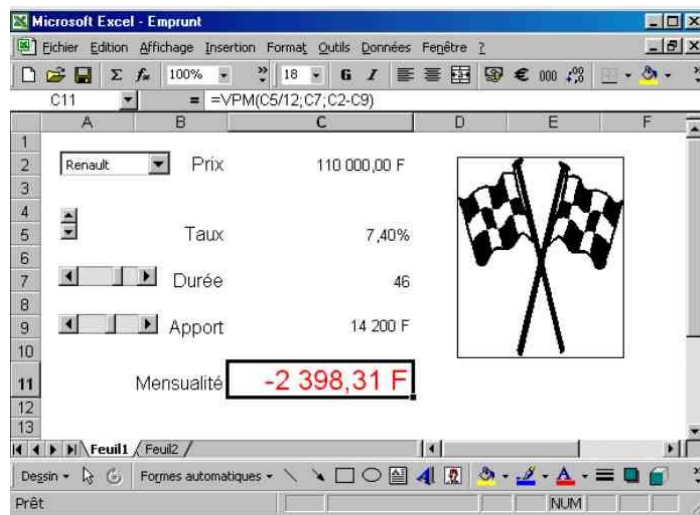 Microsoft Excel - Emprunt
Fichier Edition Affichage Insertion Format Outils Données Fenêtre ?
Σ fx 100% » 18 G I € 000 ,00 »
C11 = =VPM(C5/12;C7;C2-C9)
A B C D E F
1
2 Renault Prix 110 000,00 F
3
4
5 Taux 7,40%
6
7 Durée 46
8
9 Apport 14 200 F
10
11 Mensualité -2 398,31 F
12
13
Feuil1 / Feuil2 /
Dessin Formes automatiques A A
Prêt NUM